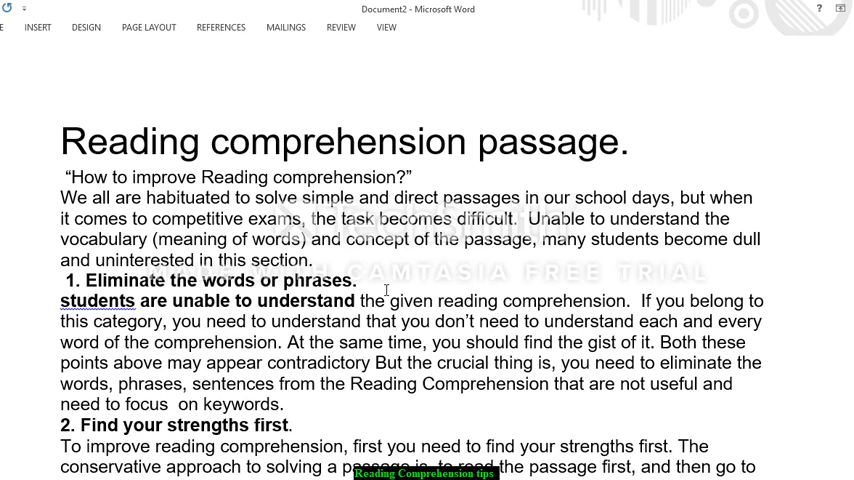 Document2 - Microsoft Word
?
E INSERT DESIGN PAGE LAYOUT REFERENCES MAILINGS REVIEW VIEW
Reading comprehension passage.
“How to improve Reading comprehension?”
We all are habituated to solve simple and direct passages in our school days, but when
it comes to competitive exams, the task becomes difficult. Unable to understand the
vocabulary (meaning of words) and concept of the passage, many students become dull
and uninterested in this section.
MADE WITH CAMTASIA FREE TRIAL
1. Eliminate the words or phrases.
students are unable to understand the given reading comprehension. If you belong to
this category, you need to understand that you don’t need to understand each and every
word of the comprehension. At the same time, you should find the gist of it. Both these
points above may appear contradictory But the crucial thing is, you need to eliminate the
words, phrases, sentences from the Reading Comprehension that are not useful and
need to focus on keywords.
2. Find your strengths first.
To improve reading comprehension, first you need to find your strengths first. The
conservative approach to solving a passage is, to read the passage first, and then go to
Reading Comprehension tips